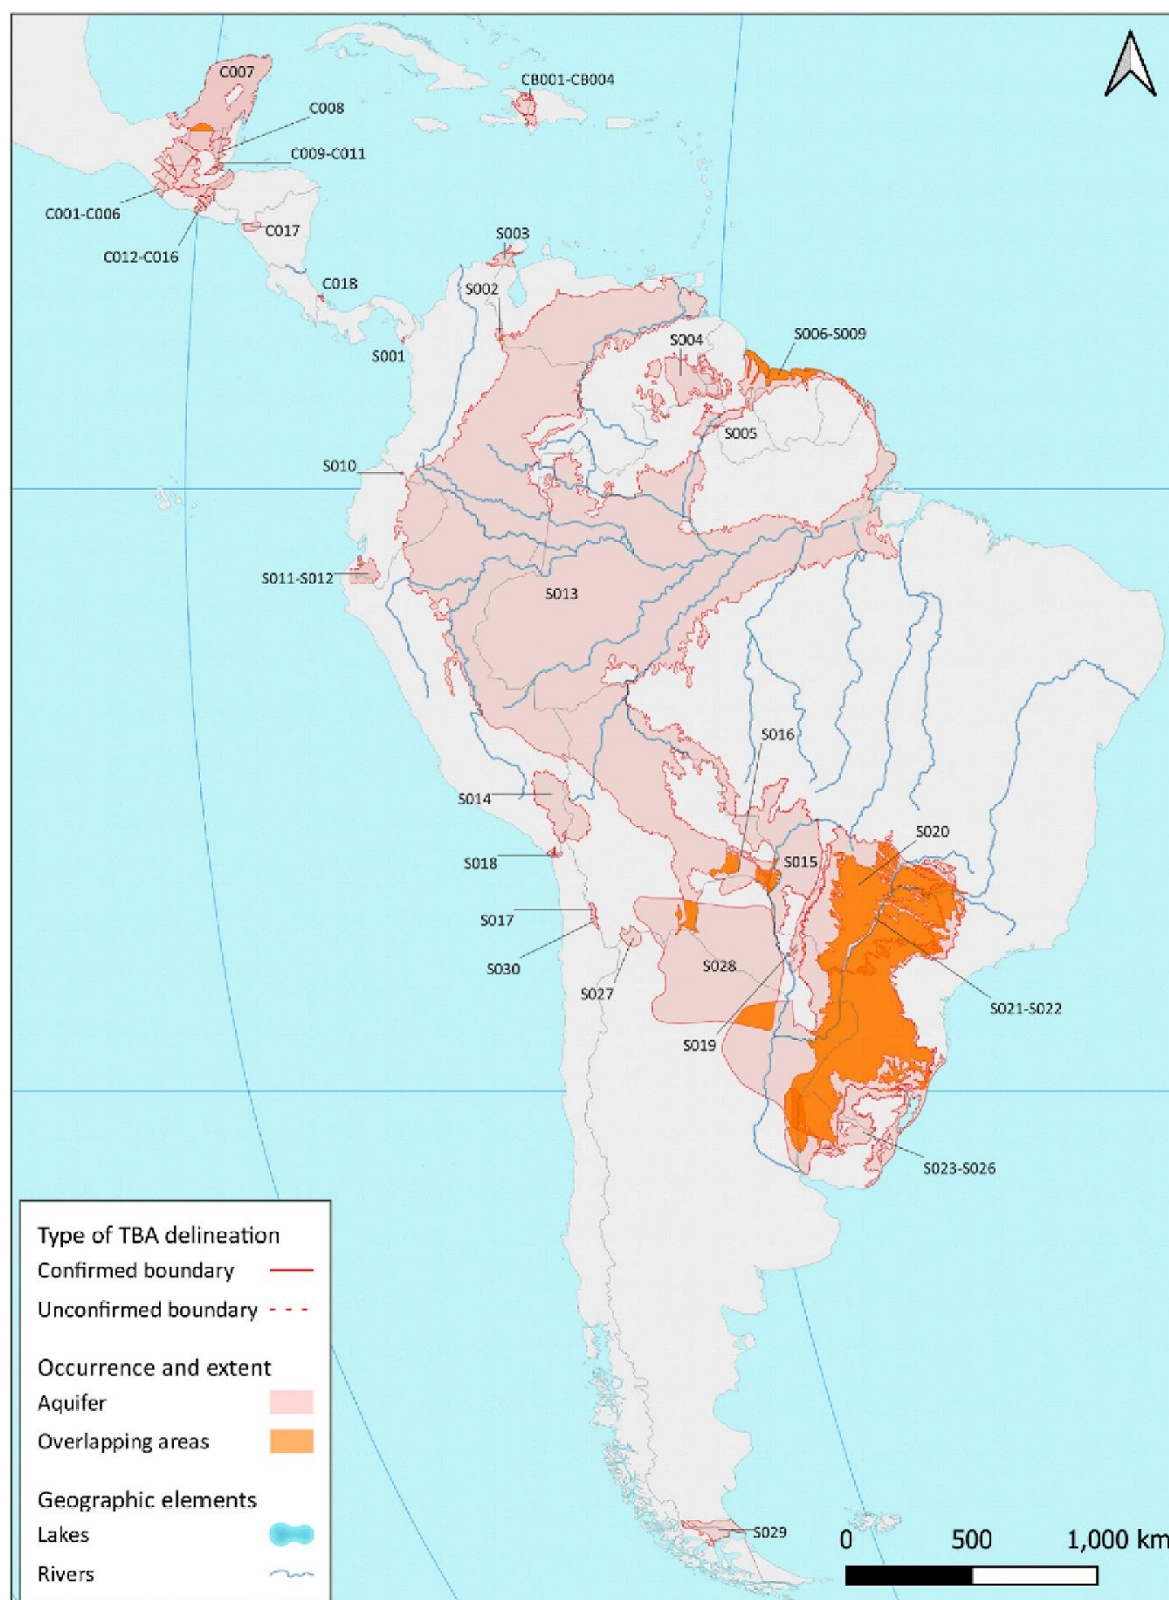 C007
CB001-CB004
C008
C009-C011
C001-C006
C017
C012-C016
S003
C018
S002
S001
S004
S006-S009
S005
S010
S011-S012
S013
S016
S014
S020
S018
S015
S017
S028
S030
S027
S021-S022
S019
S023-S026
Type of TBA delineation
Confirmed boundary
Unconfirmed boundary
Occurrence and extent
Aquifer
Overlapping areas
Geographic elements
Lakes
Rivers
S029
0 500 1,000 km